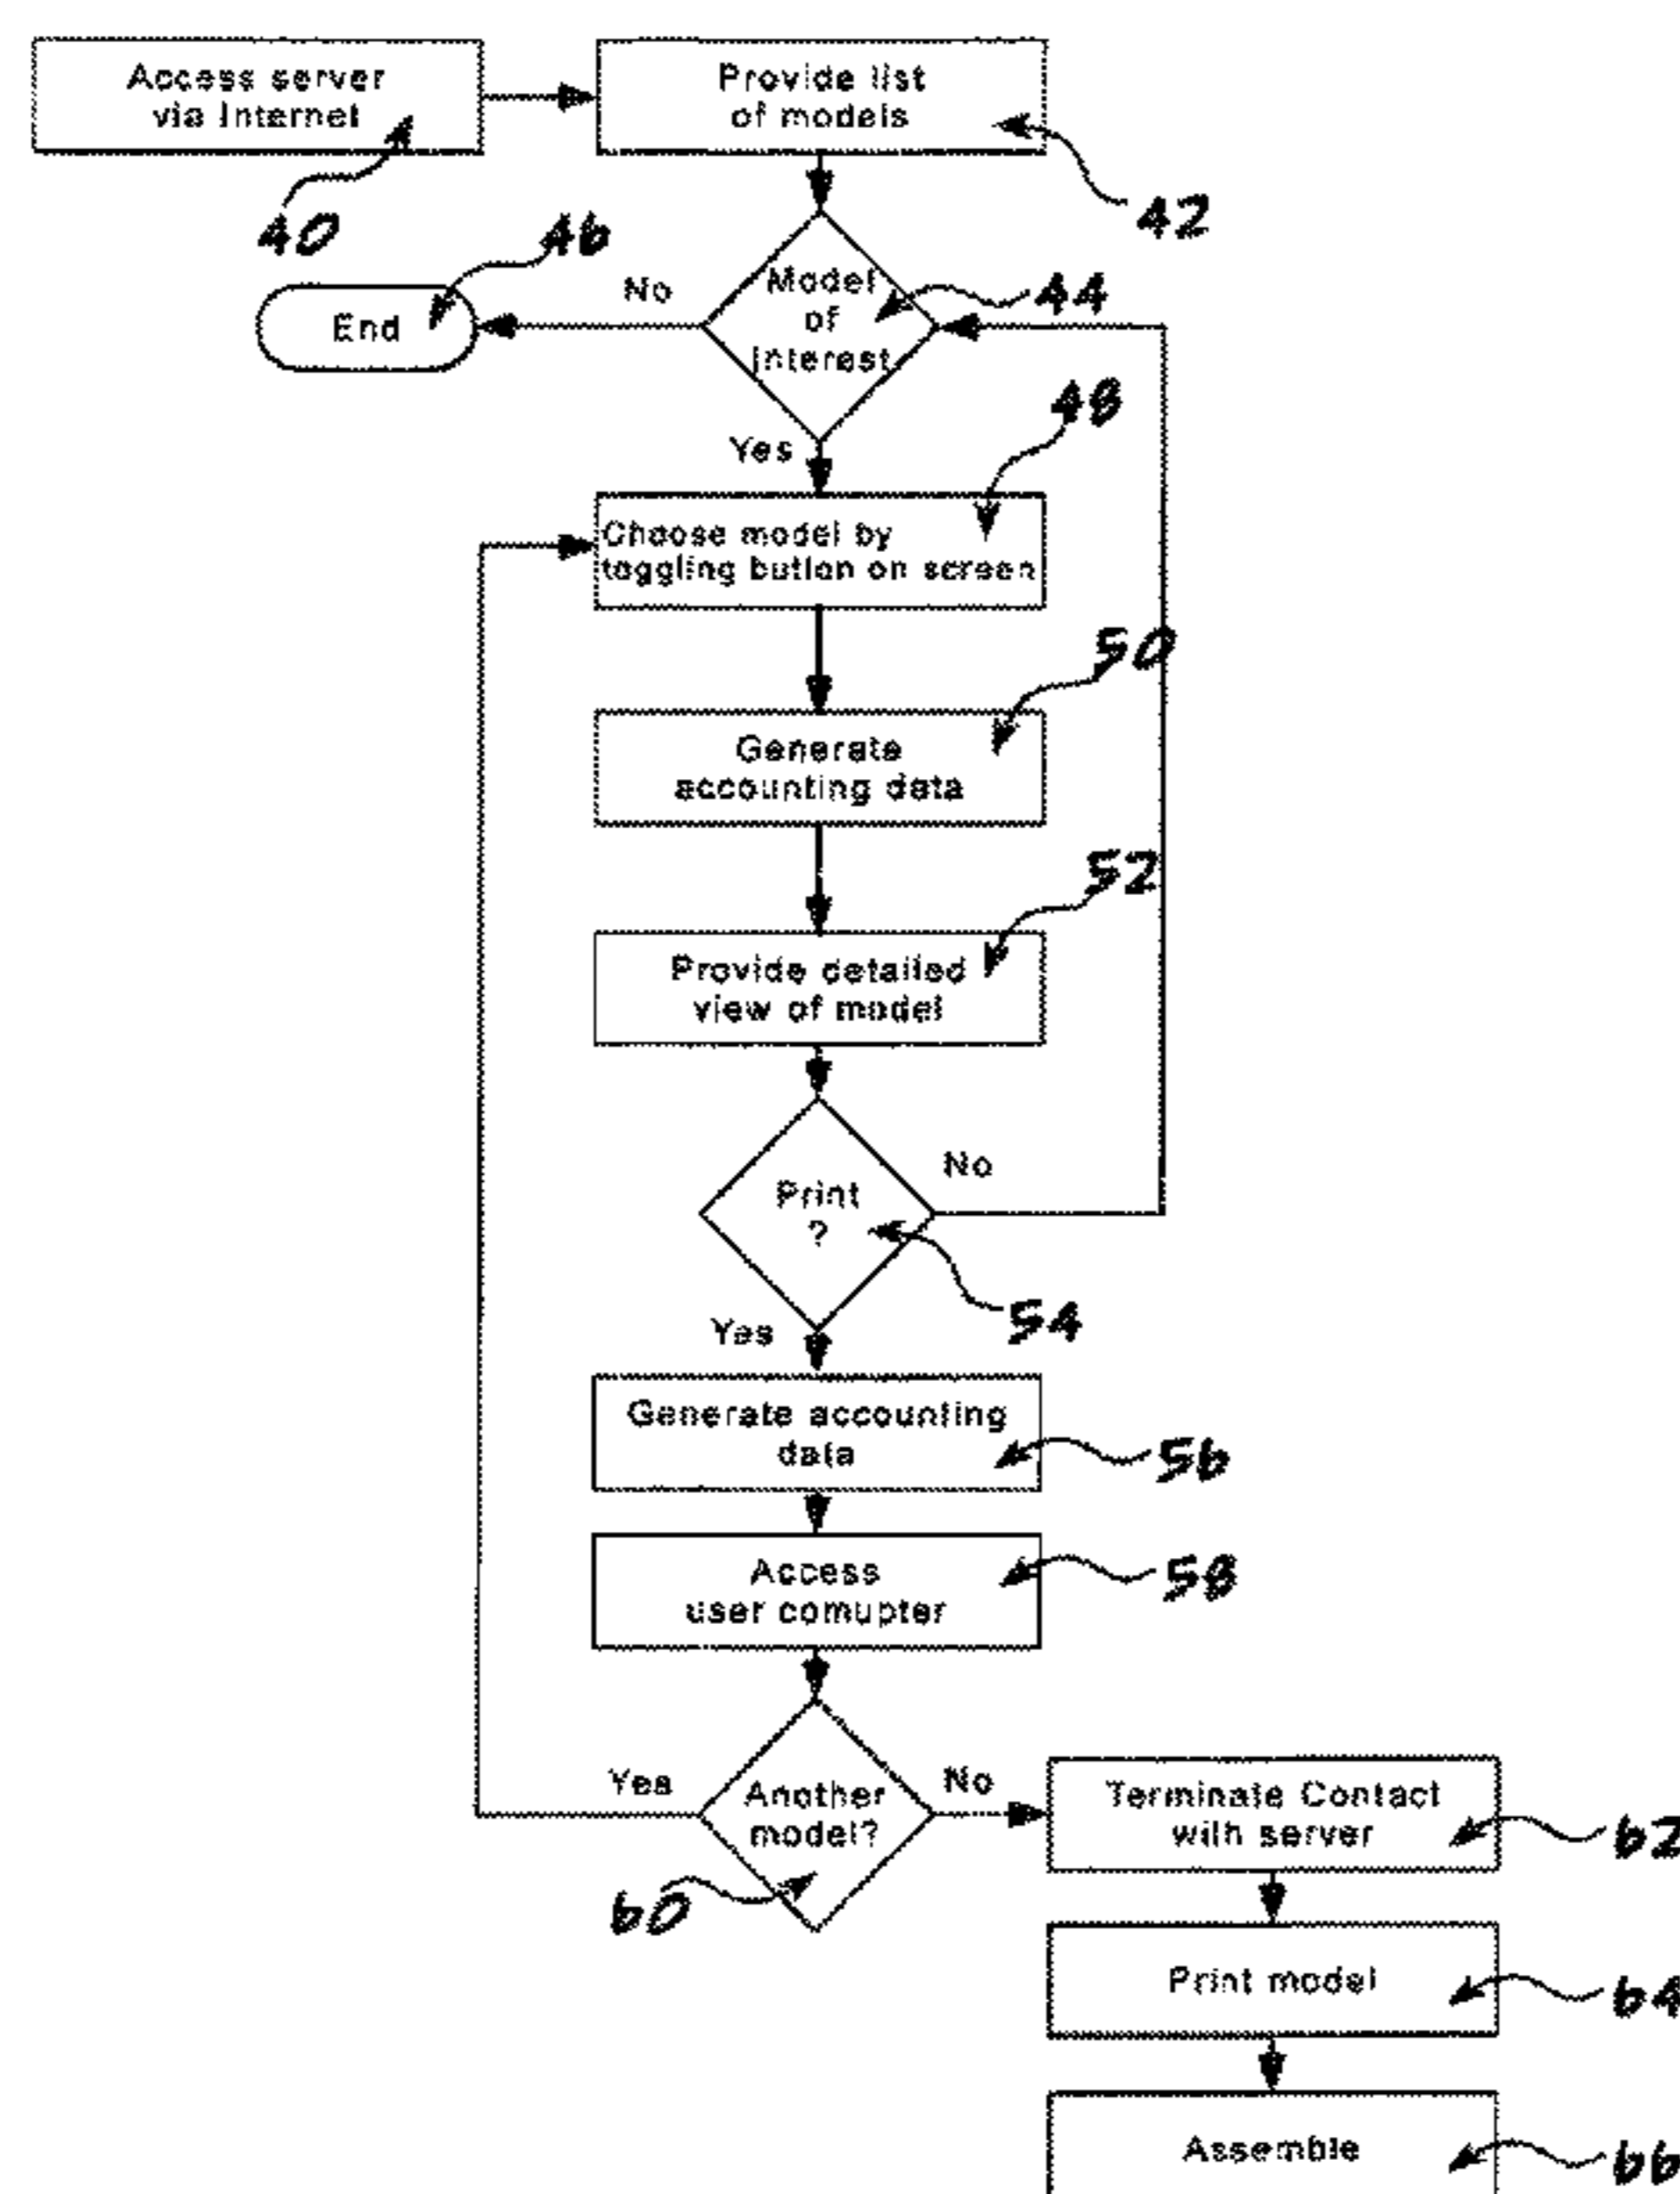 Access server
via Internet
40
Provide list
of models
42
46
End
No
Model
of
Interest
44
Yes
48
Choose model by
toggling button on screen
50
Generate
accounting data
52
Provide detailed
view of model
Print
?
No
54
Yes
Generate accounting
data
56
Access
user comupter
58
Yes
Another
model?
No
60
Terminate Contact
with server
62
Print model
64
Assemble
66